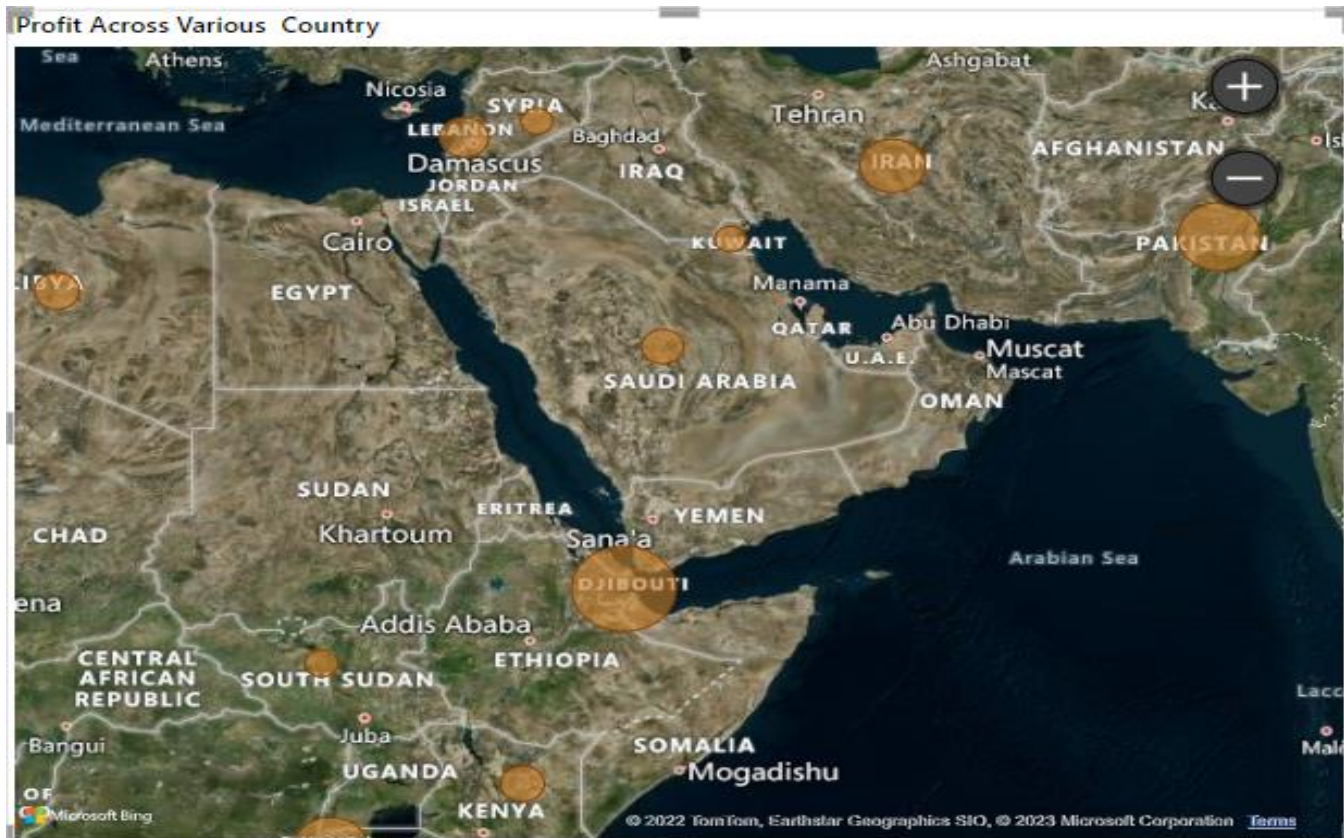 Profit Across Various  Country
Sea
Athens
Ashgabat
Nicosia
SYRIA
Tehran
Mediterranean Sea
LEBANON
Baghdad
Damascus
IRAQ
IRAN
AFGHANISTAN
JORDAN
ISRAEL
Cairo
KUWAIT
PAKISTAN
EGYPT
Manama
QATAR
Abu Dhabi
U.A.E.
Muscat
Mascat
SAUDI ARABIA
OMAN
SUDAN
ERITREA
YEMEN
CHAD
Khartoum
Sana'a
Arabian Sea
DJIBOUTI
Addis Ababa
ETHIOPIA
CENTRAL
AFRICAN
REPUBLIC
SOUTH SUDAN
Juba
Bangui
SOMALIA
UGANDA
Mogadishu
KENYA
OF
Microsoft Bing
© 2022 TomTom, Earthstar Geographics SIO, © 2023 Microsoft Corporation Terms